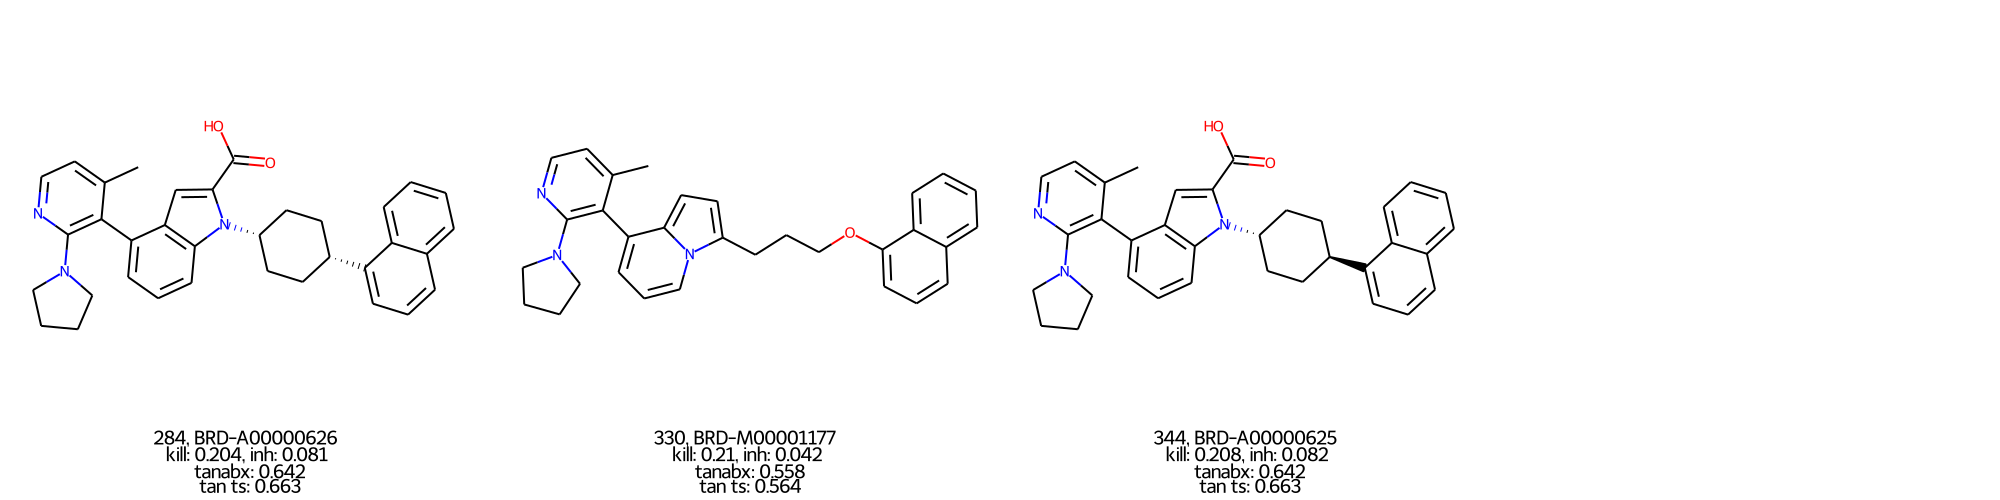 HO
O
N
N
N
N
N
N
O
HO
O
N
N
N
284, BRD-A00000626
kill: 0.204, inh: 0.081
tanabx: 0.642
tan ts: 0.663
330, BRD-M00001177
kill: 0.21, inh: 0.042
tanabx: 0.558
tan ts: 0.564
344, BRD-A00000625
kill: 0.208, inh: 0.082
tanabx: 0.642
tan ts: 0.663